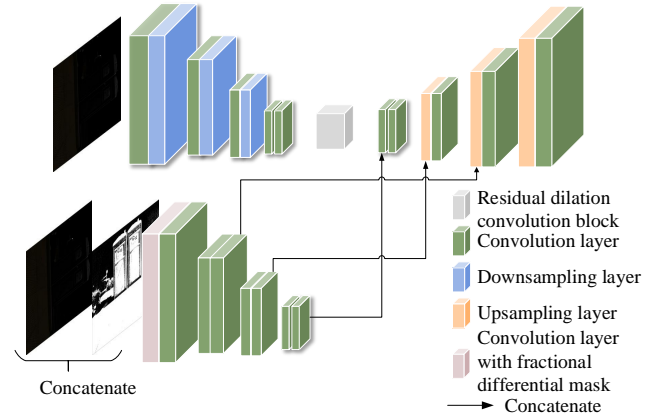 Residual dilation
convolution block
Convolution layer
Downsampling layer
Upsampling layer
Convolution layer
with fractional
differential mask
Concatenate
Concatenate